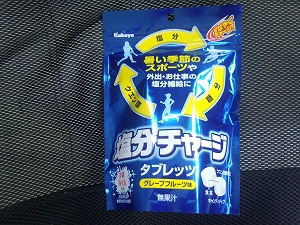 Kabaya
塩分
暑い季節の
スポーツや
外出・お仕事の
塩分補給に
クエン酸
糖分
塩分チャージ
タブレッツ
グレープフルーツ味
無果汁